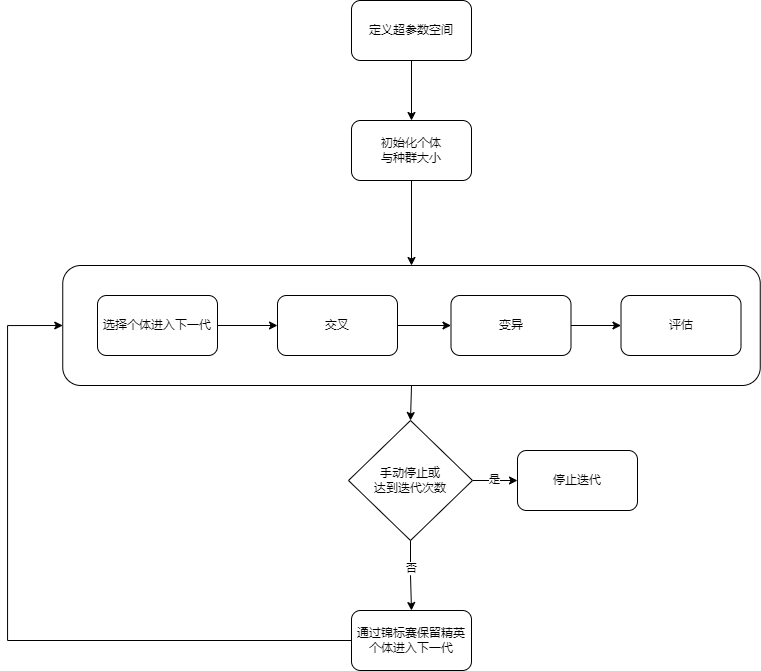 定义超参数空间
初始化个体
与种群大小
选择个体进入下一代
交叉
变异
评估
手动停止或
达到迭代次数
是
停止迭代
否
通过锦标赛保留精英
个体进入下一代